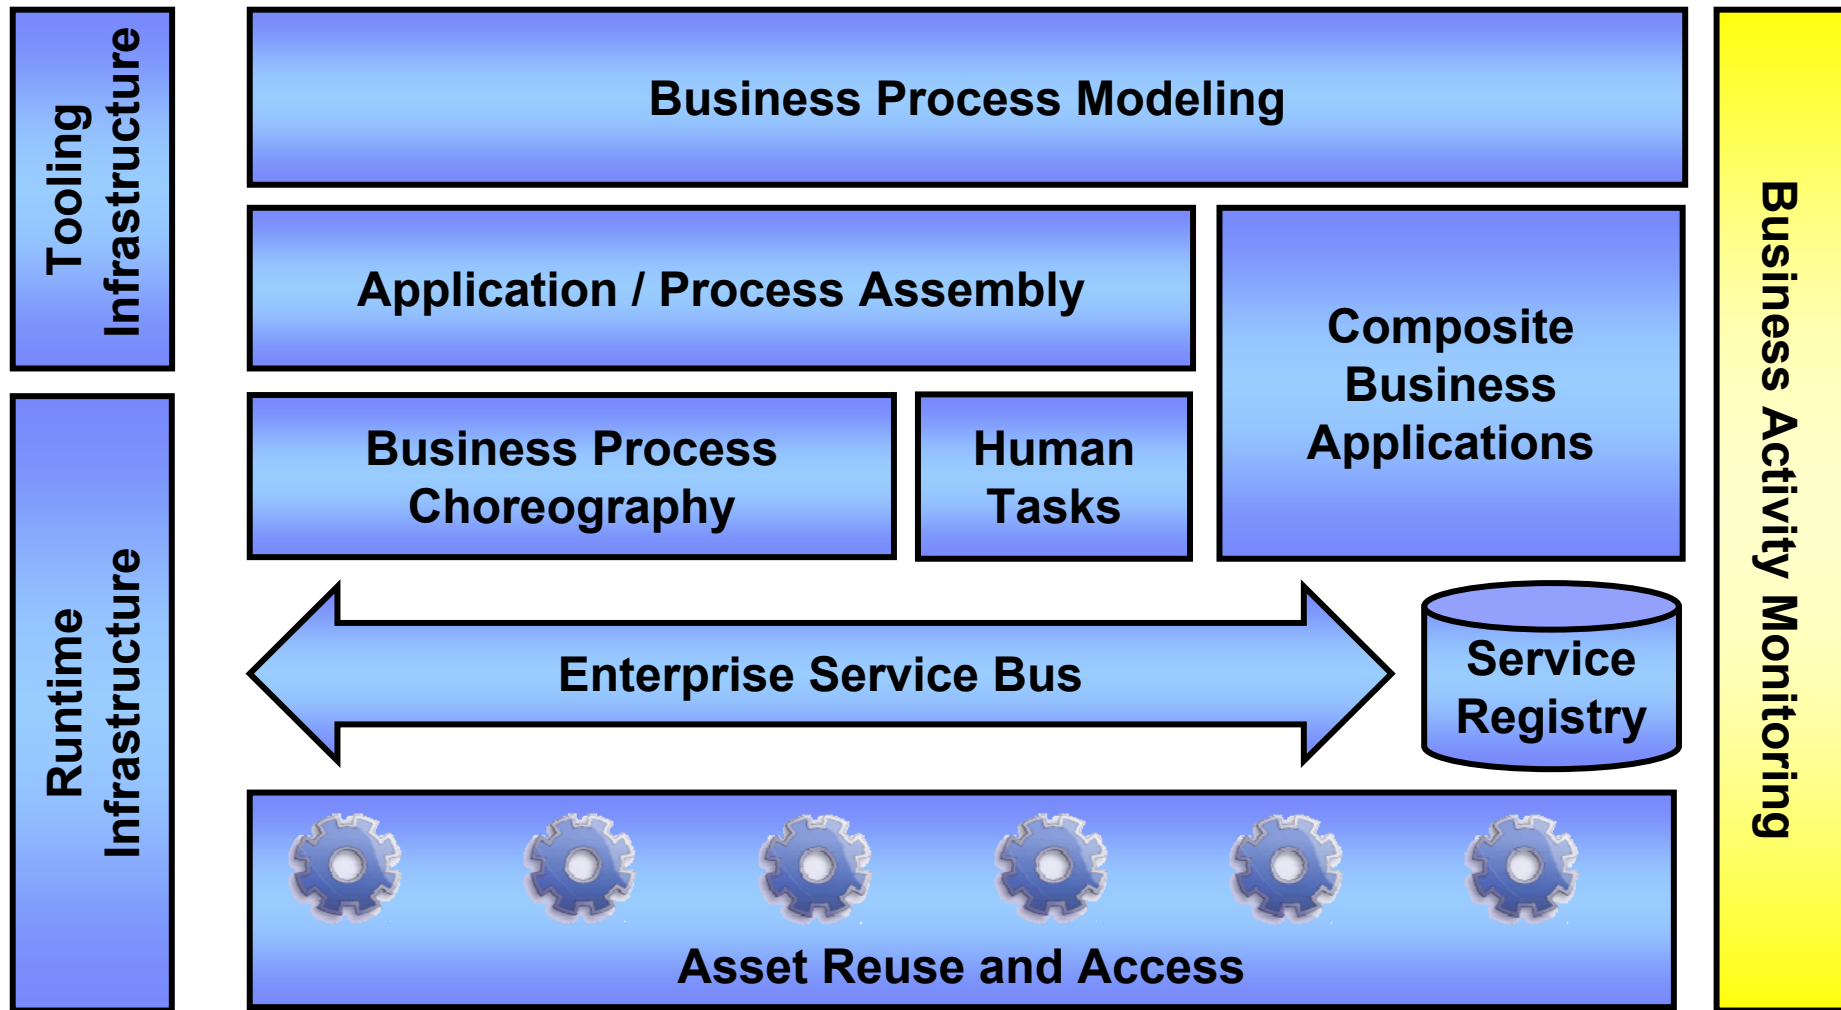 Tooling
Infrastructure
Business Process Modeling
Application / Process Assembly
Composite
Business
Applications
Runtime
Infrastructure
Business Process
Choreography
Human
Tasks
Enterprise Service Bus
Service
Registry
Asset Reuse and Access
Business Activity Monitoring